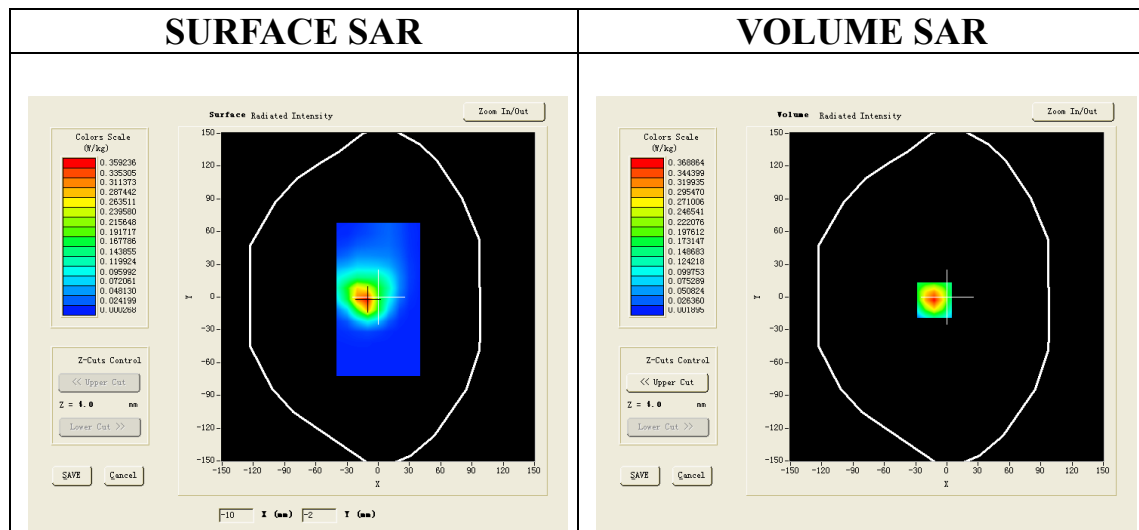 SURFACE SAR
VOLUME SAR
Surface Radiated Intensity
Zoom In/Out
Colors Scale
(W/kg)
0.359236
0.335305
0.311373
0.287442
0.263511
0.239580
0.215648
0.191717
0.167786
0.143855
0.119924
0.095992
0.072061
0.048130
0.024199
0.000268
150
120
90
60
30
0
-30
-60
-90
-120
-150
Y
-150 -120 -90 -60 -30 0 30 60 90 120 150
X
Z-Cuts Control
<< Upper Cut
Z = 4.0 mm
Lower Cut >>
SAVE Cancel
-10 X (mm) -2 Y (mm)
Volume Radiated Intensity
Zoom In/Out
Colors Scale
(W/kg)
0.368864
0.344399
0.319935
0.295470
0.271006
0.246541
0.222076
0.197612
0.173147
0.148683
0.124218
0.099753
0.075289
0.050824
0.026360
0.001895
150
120
90
60
30
0
-30
-60
-90
-120
-150
Y
-150 -120 -90 -60 -30 0 30 60 90 120 150
X
Z-Cuts Control
<< Upper Cut
Z = 4.0 mm
Lower Cut >>
SAVE Cancel